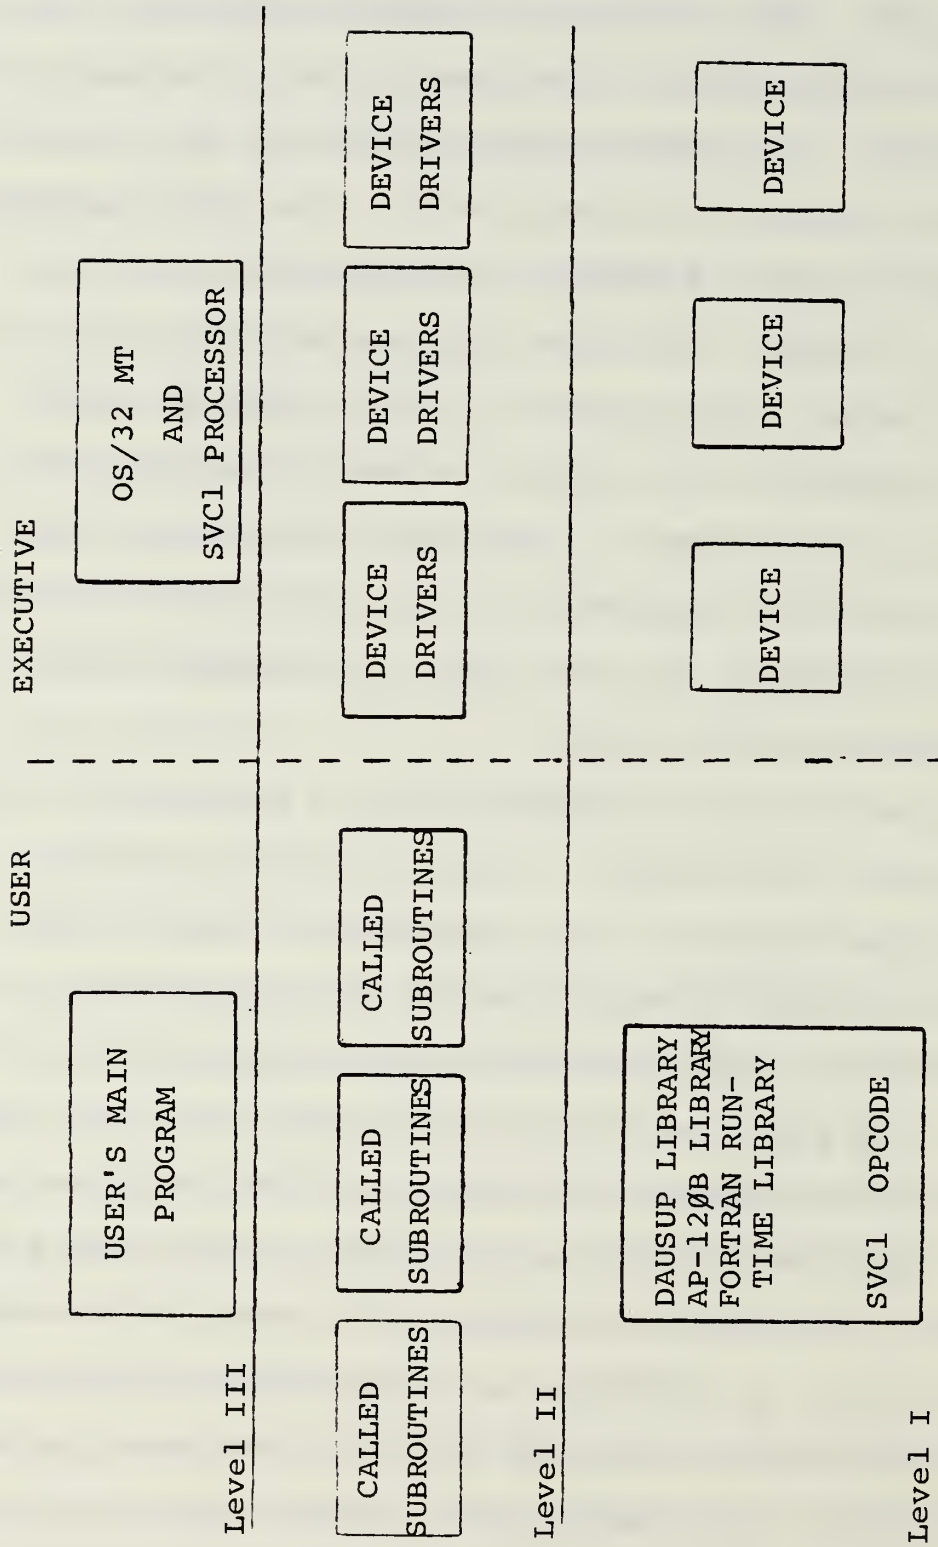 USER
EXECUTIVE
USER'S MAIN
PROGRAM
OS/32 MT
AND
SVC1 PROCESSOR
Level III
CALLED
SUBROUTINES
CALLED
SUBROUTINES
CALLED
SUBROUTINES
DEVICE
DRIVERS
DEVICE
DRIVERS
DEVICE
DRIVERS
Level II
DAUSUP LIBRARY
AP-12ØB LIBRARY
FORTRAN RUN-
TIME LIBRARY
SVC1 OPCODE
DEVICE
DEVICE
DEVICE
Level I